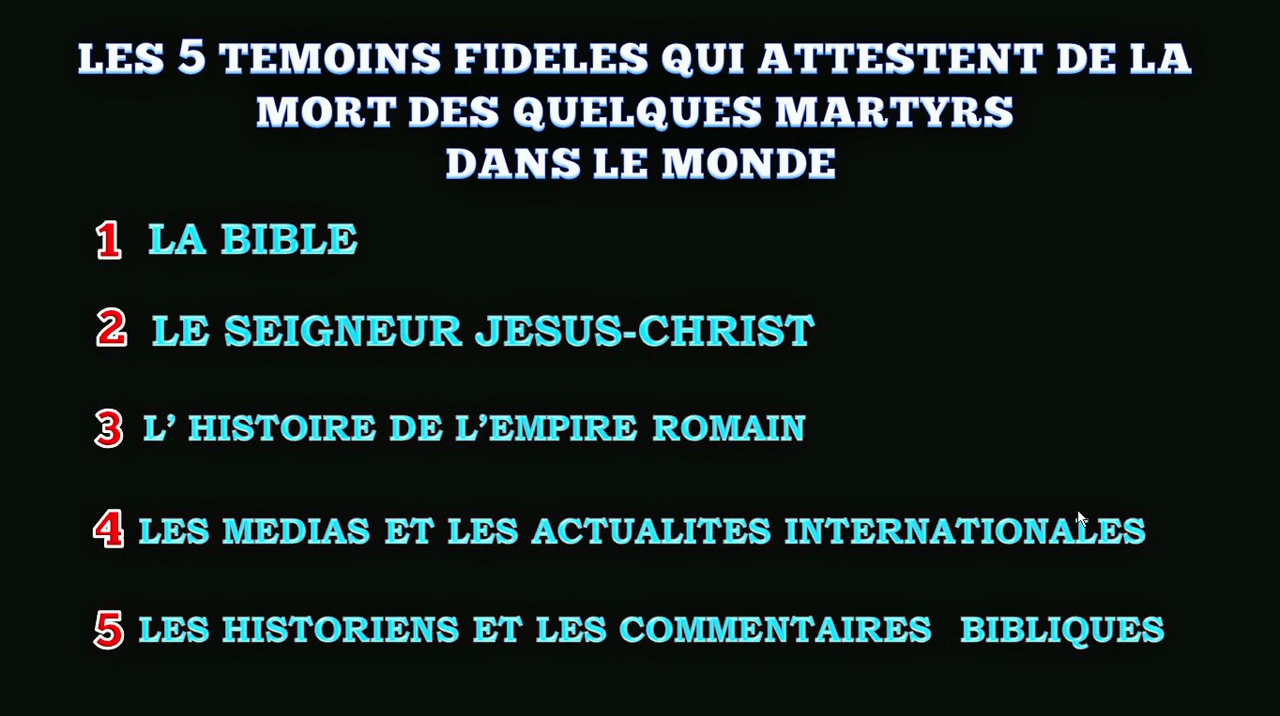 LES 5 TEMOINS FIDELES QUI ATTESTENT DE LA
MORT DES QUELQUES MARTYRS
DANS LE MONDE
1 LA BIBLE
2 LE SEIGNEUR JESUS-CHRIST
3 L’ HISTOIRE DE L’EMPIRE ROMAIN
4 LES MEDIAS ET LES ACTUALITES INTERNATIONALES
5 LES HISTORIENS ET LES COMMENTAIRES BIBLIQUES